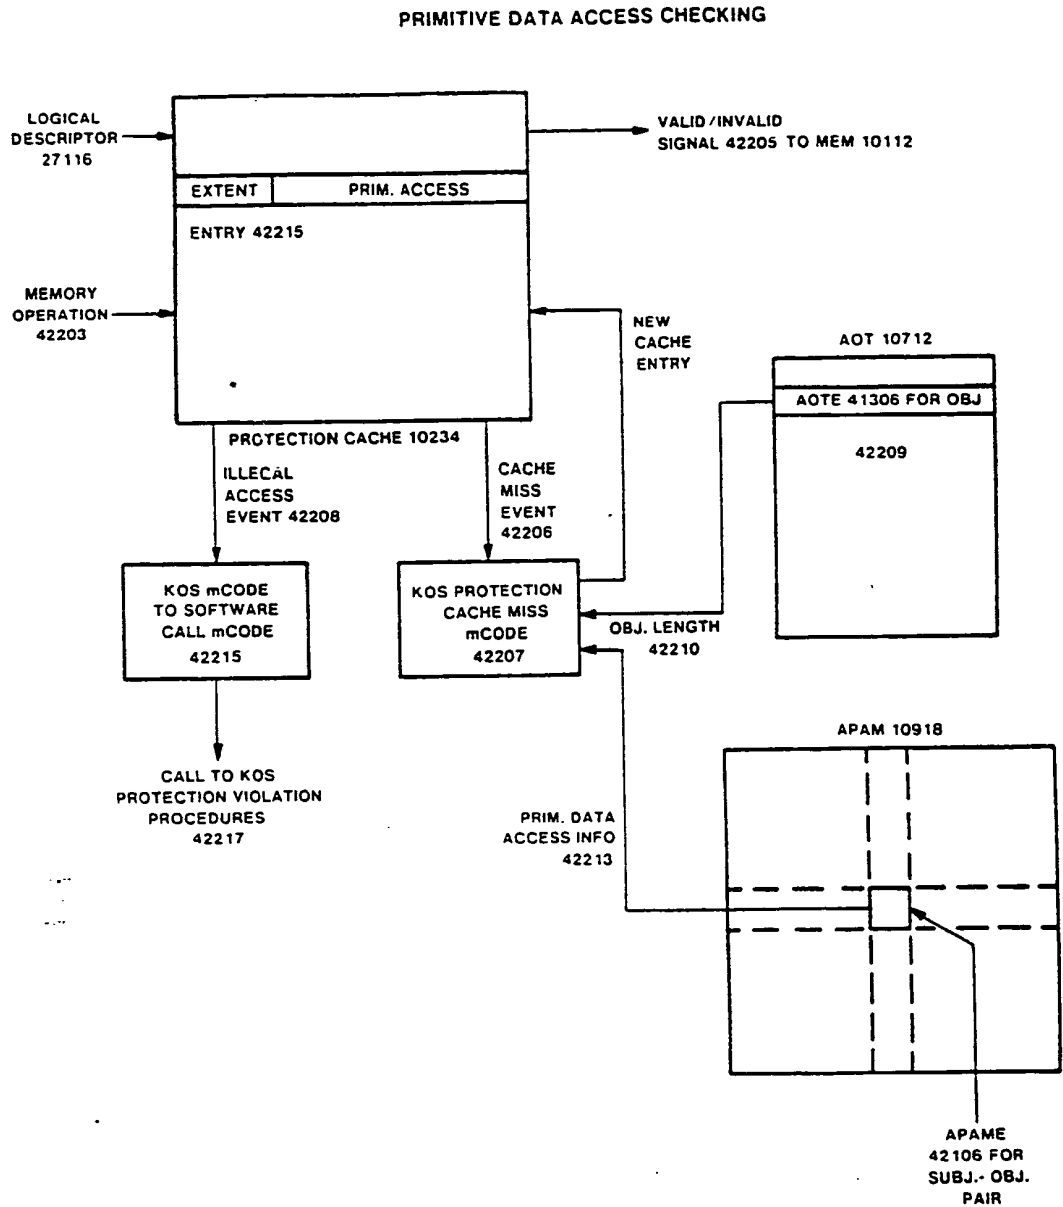 PRIMITIVE DATA ACCESS CHECKING
LOGICAL
DESCRIPTOR
27116
VALID/INVALID
SIGNAL 42205 TO MEM 10112
EXTENT
PRIM. ACCESS
ENTRY 42215
MEMORY
OPERATION
42203
NEW
CACHE
ENTRY
AOT 10712
AOTE 41306 FOR OBJ
42209
PROTECTION CACHE 10234
ILLECAL
ACCESS
EVENT 42208
CACHE
MISS
EVENT
42206
KOS mCODE
TO SOFTWARE
CALL mCODE
42215
KOS PROTECTION
CACHE MISS
mCODE
42207
OBJ. LENGTH
42210
APAM 10918
CALL TO KOS
PROTECTION VIOLATION
PROCEDURES
42217
PRIM. DATA
ACCESS INFO
42213
APAME
42106 FOR
SUBJ.- OBJ.
PAIR